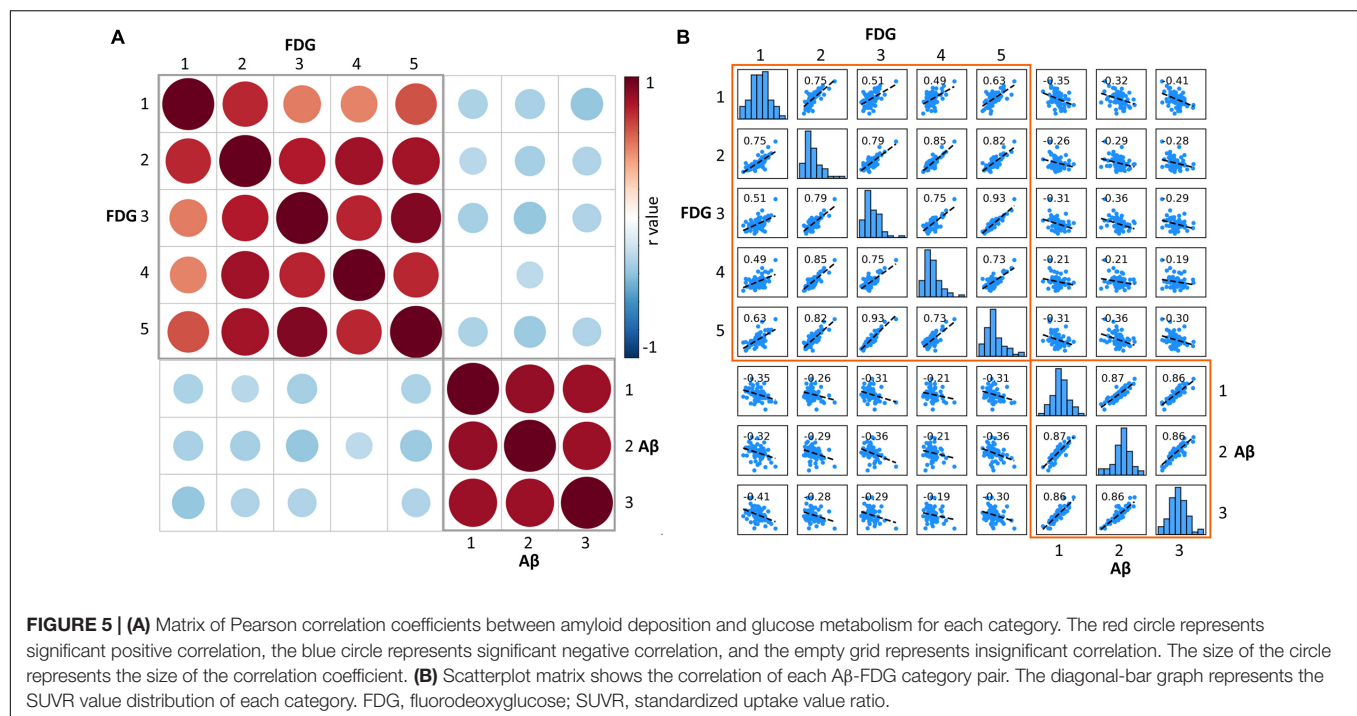 A
FDG
1 2 3 4 5
1
2
FDG 3
4
5
1
2 Aβ
3
1 2 3
Aβ
1
r value
-1
B
FDG
1 2 3 4 5
1
0.75 0.51 0.49 0.63 -0.35 -0.32 -0.41
2
0.75 0.79 0.85 0.82 -0.26 -0.29 -0.28
FDG 3
0.51 0.79 0.75 0.93 -0.31 -0.36 -0.29
4
0.49 0.85 0.75 0.73 -0.21 -0.21 -0.19
5
0.63 0.82 0.93 0.73 -0.31 -0.36 -0.30
-0.35 -0.26 -0.31 -0.21 -0.31 0.87 0.86 1
-0.32 -0.29 -0.36 -0.21 -0.36 0.87 0.86 2 Aβ
-0.41 -0.28 -0.29 -0.19 -0.30 0.86 0.86 3
1 2 3
Aβ
FIGURE 5 | (A) Matrix of Pearson correlation coefficients between amyloid deposition and glucose metabolism for each category. The red circle represents
significant positive correlation, the blue circle represents significant negative correlation, and the empty grid represents insignificant correlation. The size of the circle
represents the size of the correlation coefficient. (B) Scatterplot matrix shows the correlation of each Aβ-FDG category pair. The diagonal-bar graph represents the
SUVR value distribution of each category. FDG, fluorodeoxyglucose; SUVR, standardized uptake value ratio.